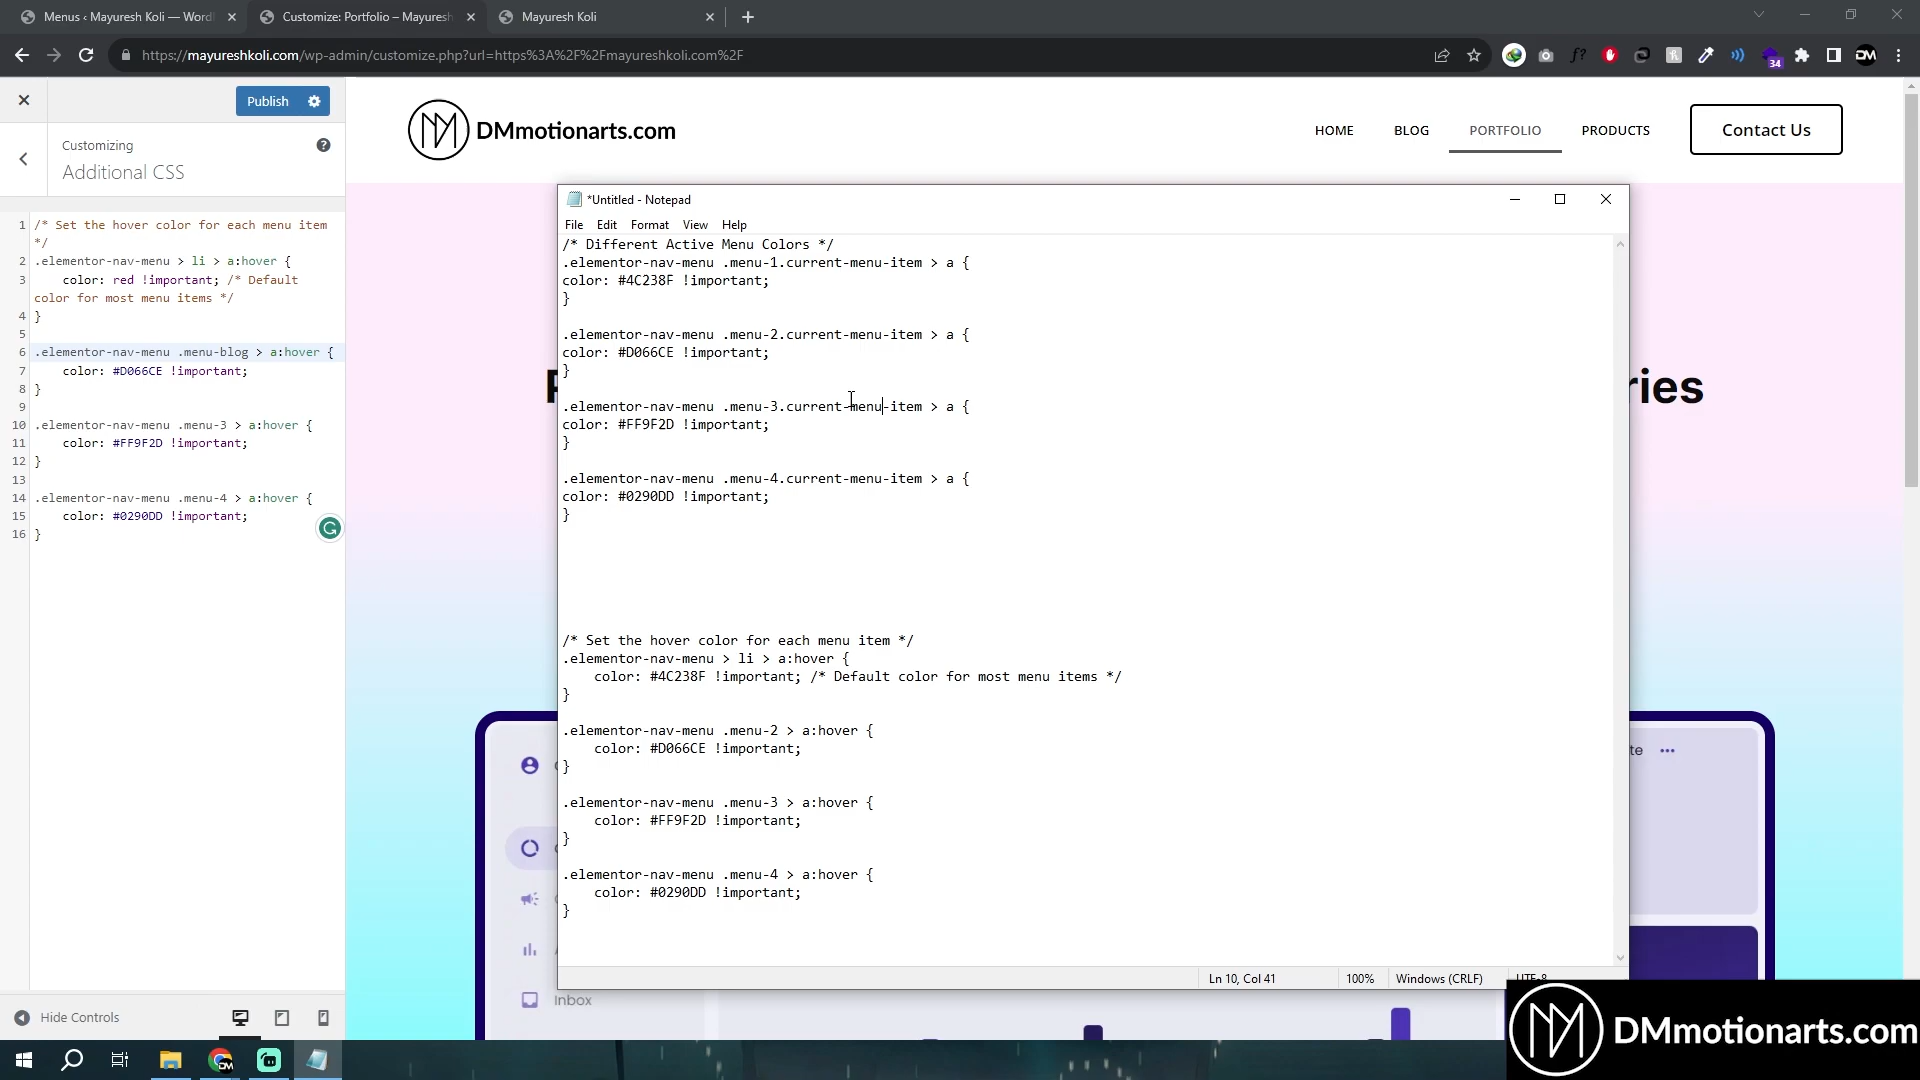 Menus ‹ Mayuresh Koli — Word
Customize: Portfolio – Mayuresh
Mayuresh Koli
https://mayureshkoli.com/wp-admin/customize.php?url=https%3A%2F%2Fmayureshkoli.com%2F
34
DM
Publish
Customizing
Additional CSS
1 /* Set the hover color for each menu item
*/
2 .elementor-nav-menu > li > a:hover {
3 color: red !important; /* Default
color for most menu items */
4 }
5
6 .elementor-nav-menu .menu-blog > a:hover {
7 color: #D066CE !important;
8 }
9
10 .elementor-nav-menu .menu-3 > a:hover {
11 color: #FF9F2D !important;
12 }
13
14 .elementor-nav-menu .menu-4 > a:hover {
15 color: #0290DD !important;
16 }
Hide Controls
DMmotionarts.com
HOME BLOG PORTFOLIO PRODUCTS Contact Us
ries
*Untitled - Notepad
File Edit Format View Help
/* Different Active Menu Colors */
.elementor-nav-menu .menu-1.current-menu-item > a {
color: #4C238F !important;
}
.elementor-nav-menu .menu-2.current-menu-item > a {
color: #D066CE !important;
}
.elementor-nav-menu .menu-3.current-menu-item > a {
color: #FF9F2D !important;
}
.elementor-nav-menu .menu-4.current-menu-item > a {
color: #0290DD !important;
}
/* Set the hover color for each menu item */
.elementor-nav-menu > li > a:hover {
color: #4C238F !important; /* Default color for most menu items */
}
.elementor-nav-menu .menu-2 > a:hover {
color: #D066CE !important;
}
.elementor-nav-menu .menu-3 > a:hover {
color: #FF9F2D !important;
}
.elementor-nav-menu .menu-4 > a:hover {
color: #0290DD !important;
}
Ln 10, Col 41 100% Windows (CRLF) UTF-8
te
Inbox
DMmotionarts.com